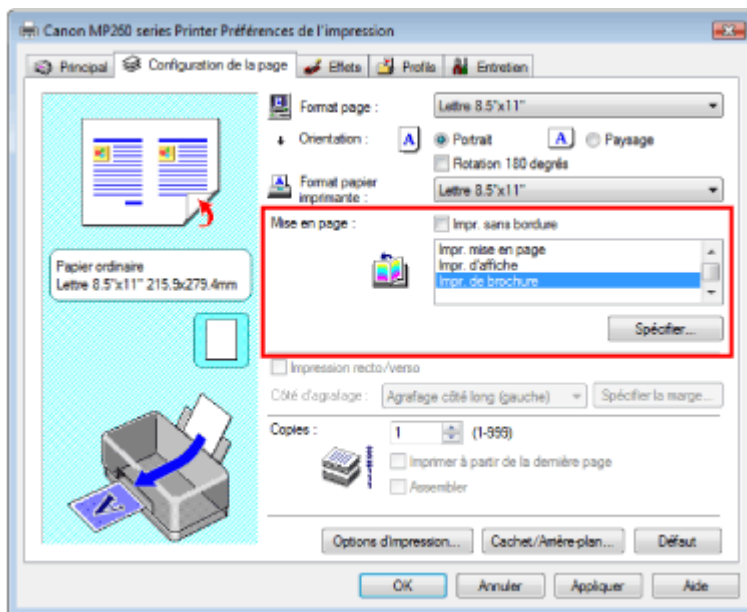 Canon MP260 series Printer Préférences de l'impression
Principal Configuration de la page Effets Profils Entretien
Format page : Lettre 8.5"x11"
Orientation : A Portrait A Paysage
Rotation 180 degrés
Format papier imprimante : Lettre 8.5"x11"
Mise en page : Impr. sans bordure
Impr. mise en page
Impr. d'affiche
Impr. de brochure
Papier ordinaire
Lettre 8.5"x11" 215.9x279.4mm
Spécifier...
Impression recto/verso
Côté d'agrafage : Agrafage côté long (gauche) Spécifier la marge...
Copies : 1 (1-999)
Imprimer à partir de la dernière page
Assembler
Options d'impression... Cachet/Arrière-plan... Défaut
OK Annuler Appliquer Aide